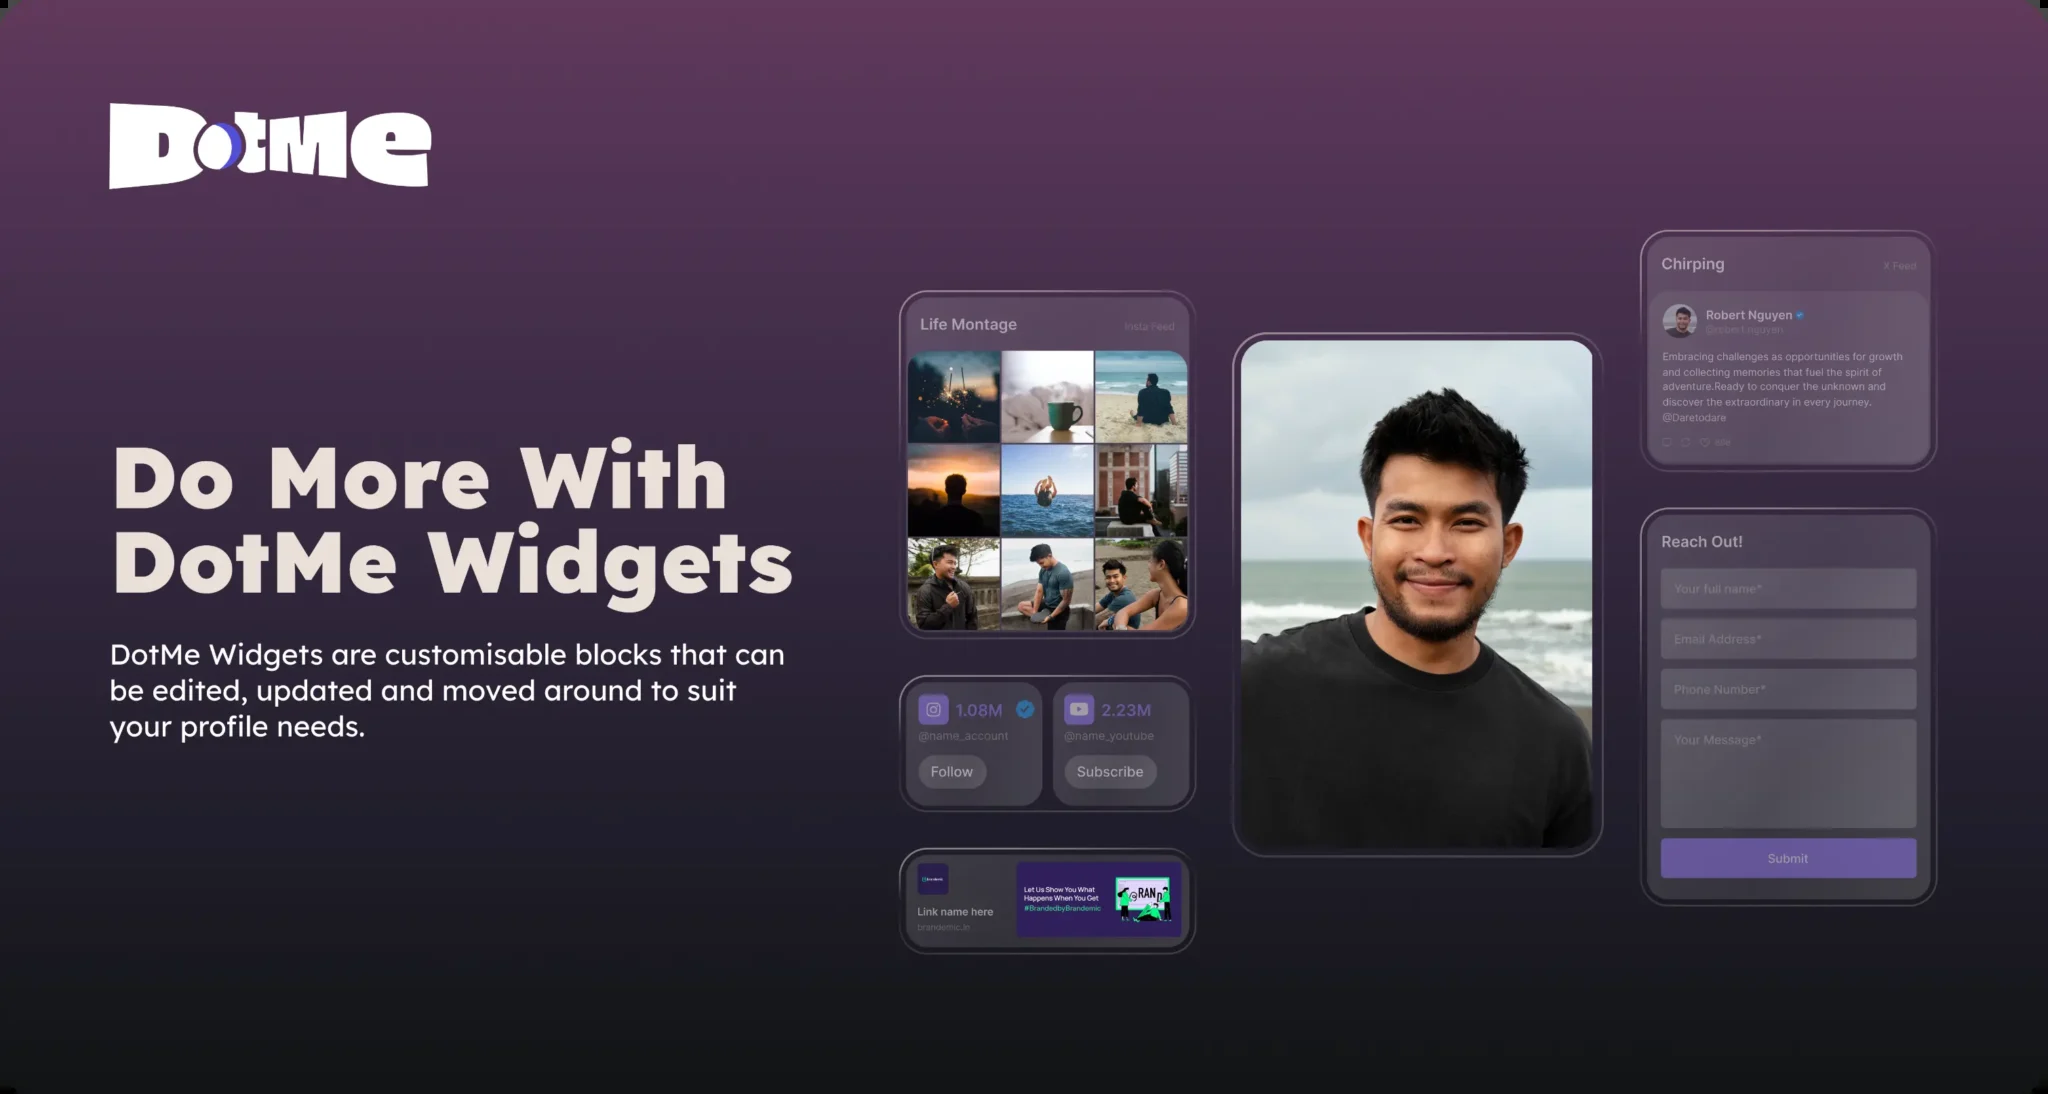 DotMe
Do More With
DotMe Widgets
DotMe Widgets are customisable blocks that can
be edited, updated and moved around to suit
your profile needs.
Life Montage
Insta Feed
1.08M
@name_account
Follow
2.23M
@name_youtube
Subscribe
Link name here
brandemic.in
Let Us Show You What
Happens When You Get
#BrandedbyBrandemic
@RAND
Chirping
X Feed
Robert Nguyen
@robert nguyen
Embracing challenges as opportunities for growth
and collecting memories that fuel the spirit of
adventure.Ready to conquer the unknown and
discover the extraordinary in every journey.
@Daretodare
Reach Out!
Your full name*
Email Address*
Phone Number*
Your Message*
Submit